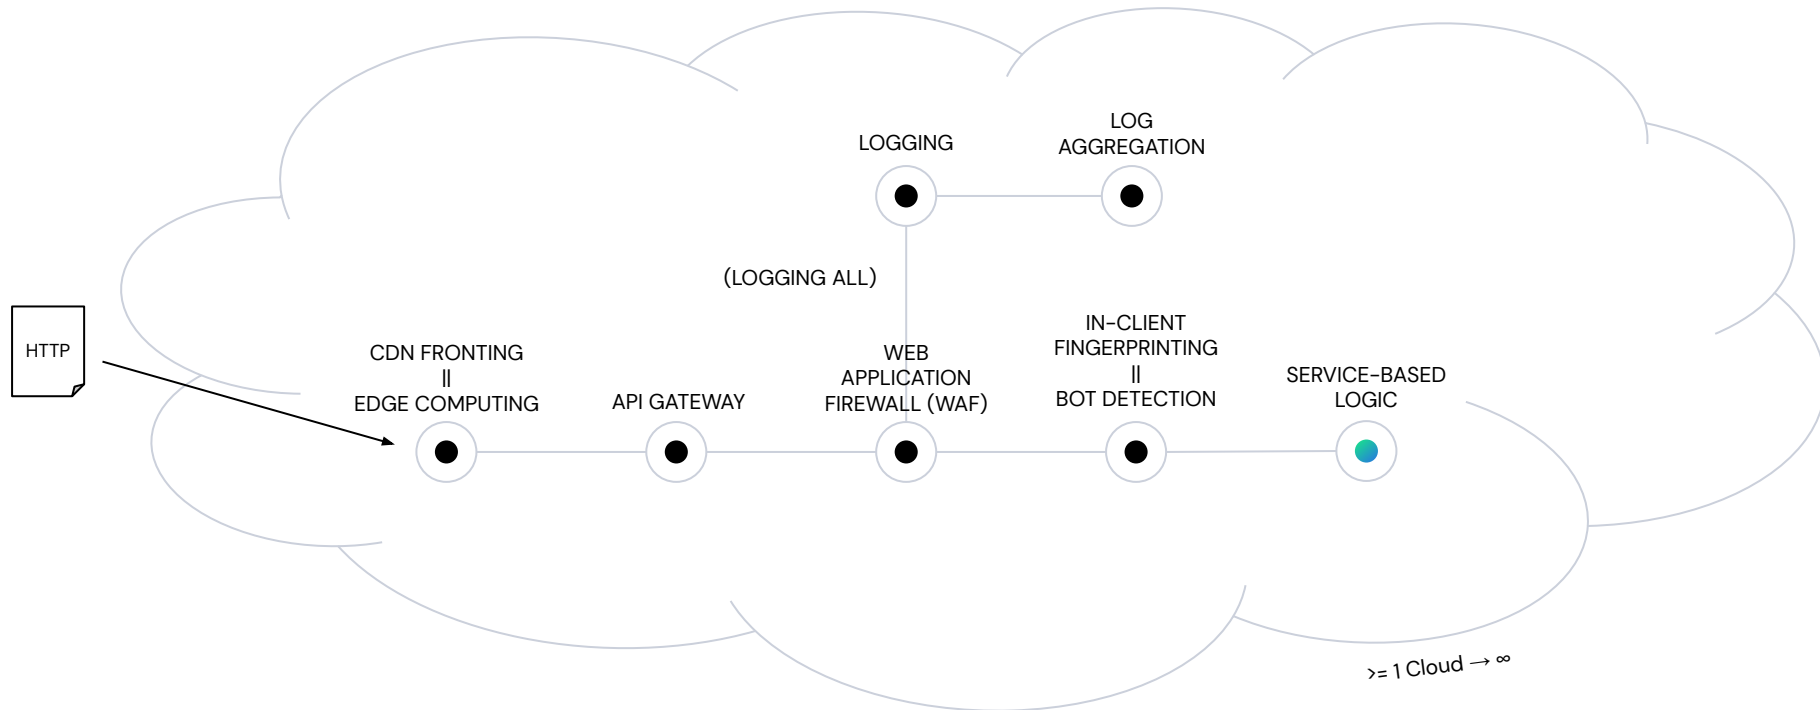 LOGGING
LOG
AGGREGATION
(LOGGING ALL)
HTTP
CDN FRONTING
||
EDGE COMPUTING
API GATEWAY
WEB
APPLICATION
FIREWALL (WAF)
IN-CLIENT
FINGERPRINTING
||
BOT DETECTION
SERVICE-BASED
LOGIC
>= 1 Cloud → ∞